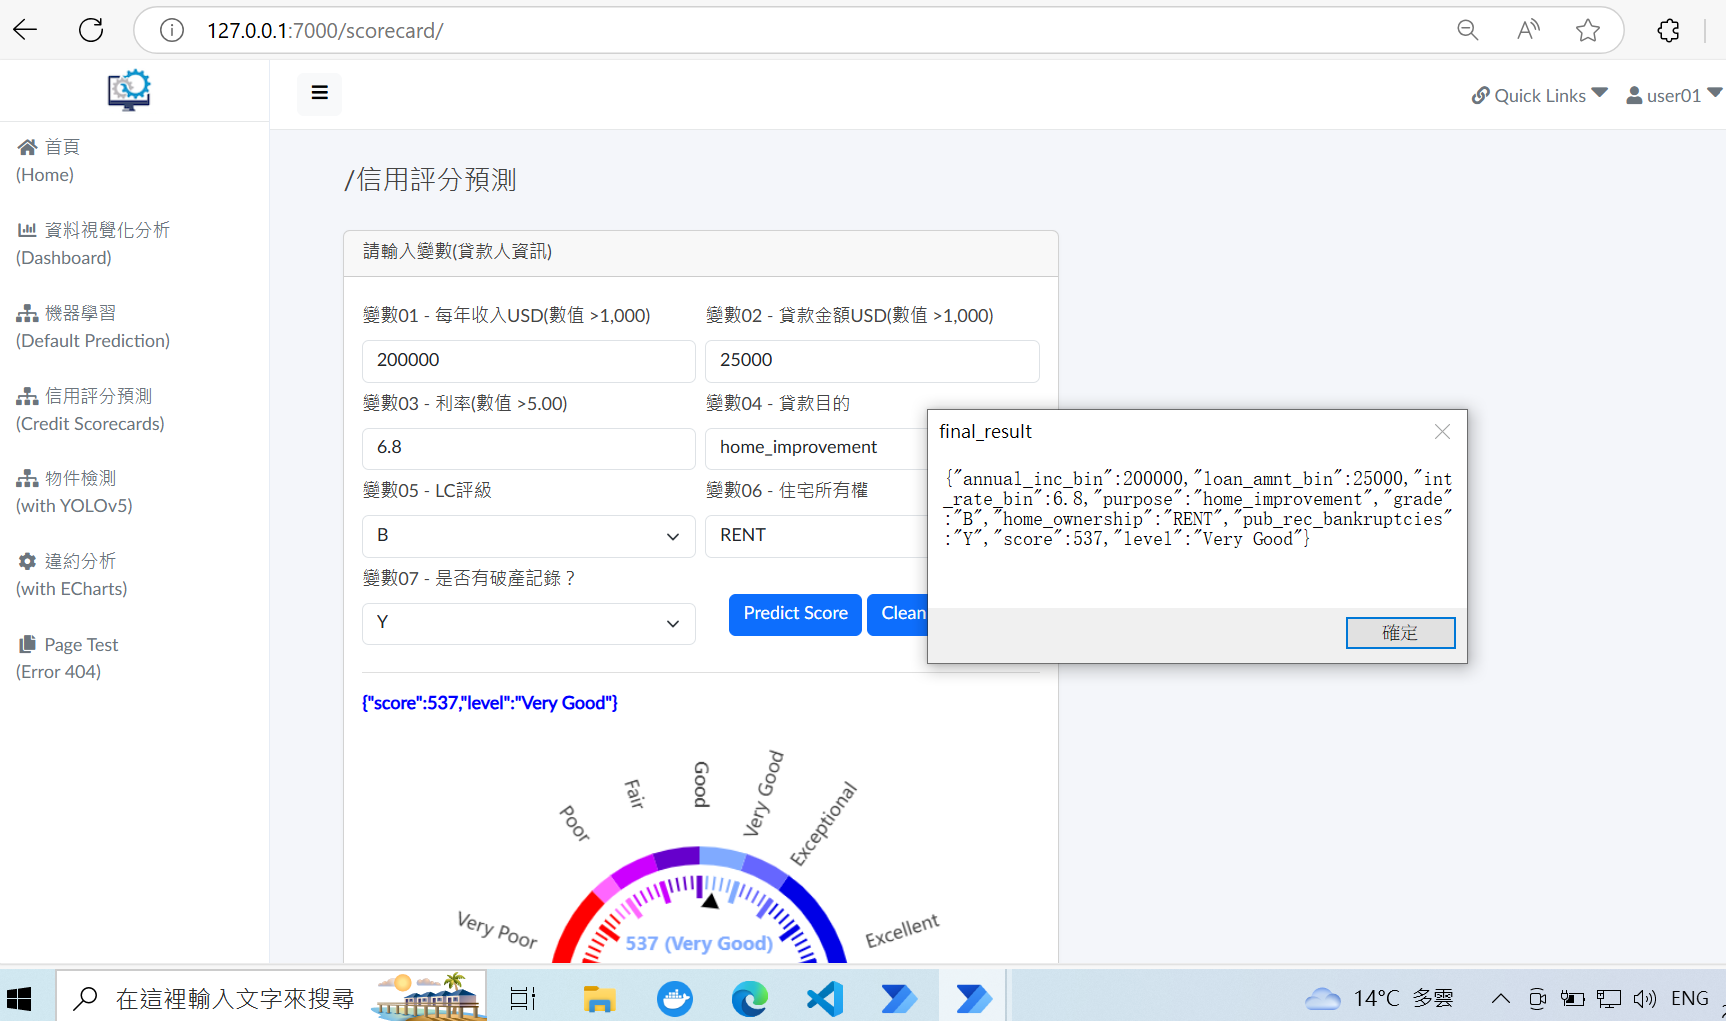 127.0.0.1:7000/scorecard/
Quick Links
user01
首頁
(Home)
資料視覺化分析
(Dashboard)
機器學習
(Default Prediction)
信用評分預測
(Credit Scorecards)
物件檢測
(with YOLOv5)
違約分析
(with ECharts)
Page Test
(Error 404)
/信用評分預測
請輸入變數(貸款人資訊)
變數01 - 每年收入USD(數值 >1,000)
變數02 - 貸款金額USD(數值 >1,000)
200000
25000
變數03 - 利率(數值 >5.00)
變數04 - 貸款目的
6.8
home_improvement
變數05 - LC評級
變數06 - 住宅所有權
B
RENT
變數07 - 是否有破產記錄？
Y
Predict Score
Clean
final_result
{"annual_inc_bin":200000,"loan_amnt_bin":25000,"int
_rate_bin":6.8,"purpose":"home_improvement","grade"
:"B","home_ownership":"RENT","pub_rec_bankruptcies"
:"Y","score":537,"level":"Very Good"}
確定
{"score":537,"level":"Very Good"}
Very Poor
Poor
Fair
Good
Very Good
Exceptional
Excellent
537 (Very Good)
在這裡輸入文字來搜尋
14°C 多雲
ENG